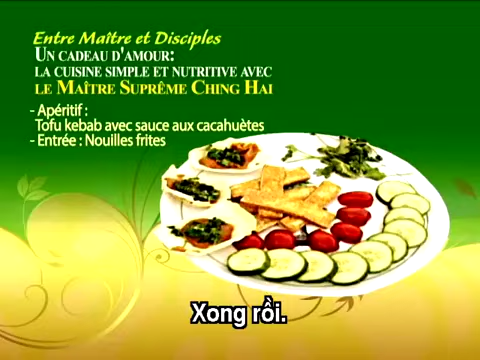 Entre Maître et Disciples
UN CADEAU D'AMOUR:
LA CUISINE SIMPLE ET NUTRITIVE AVEC
LE MAÎTRE SUPRÊME CHING HAI
- Apéritif :
Tofu kebab avec sauce aux cacahuètes
- Entrée : Nouilles frites
Xong rồi.